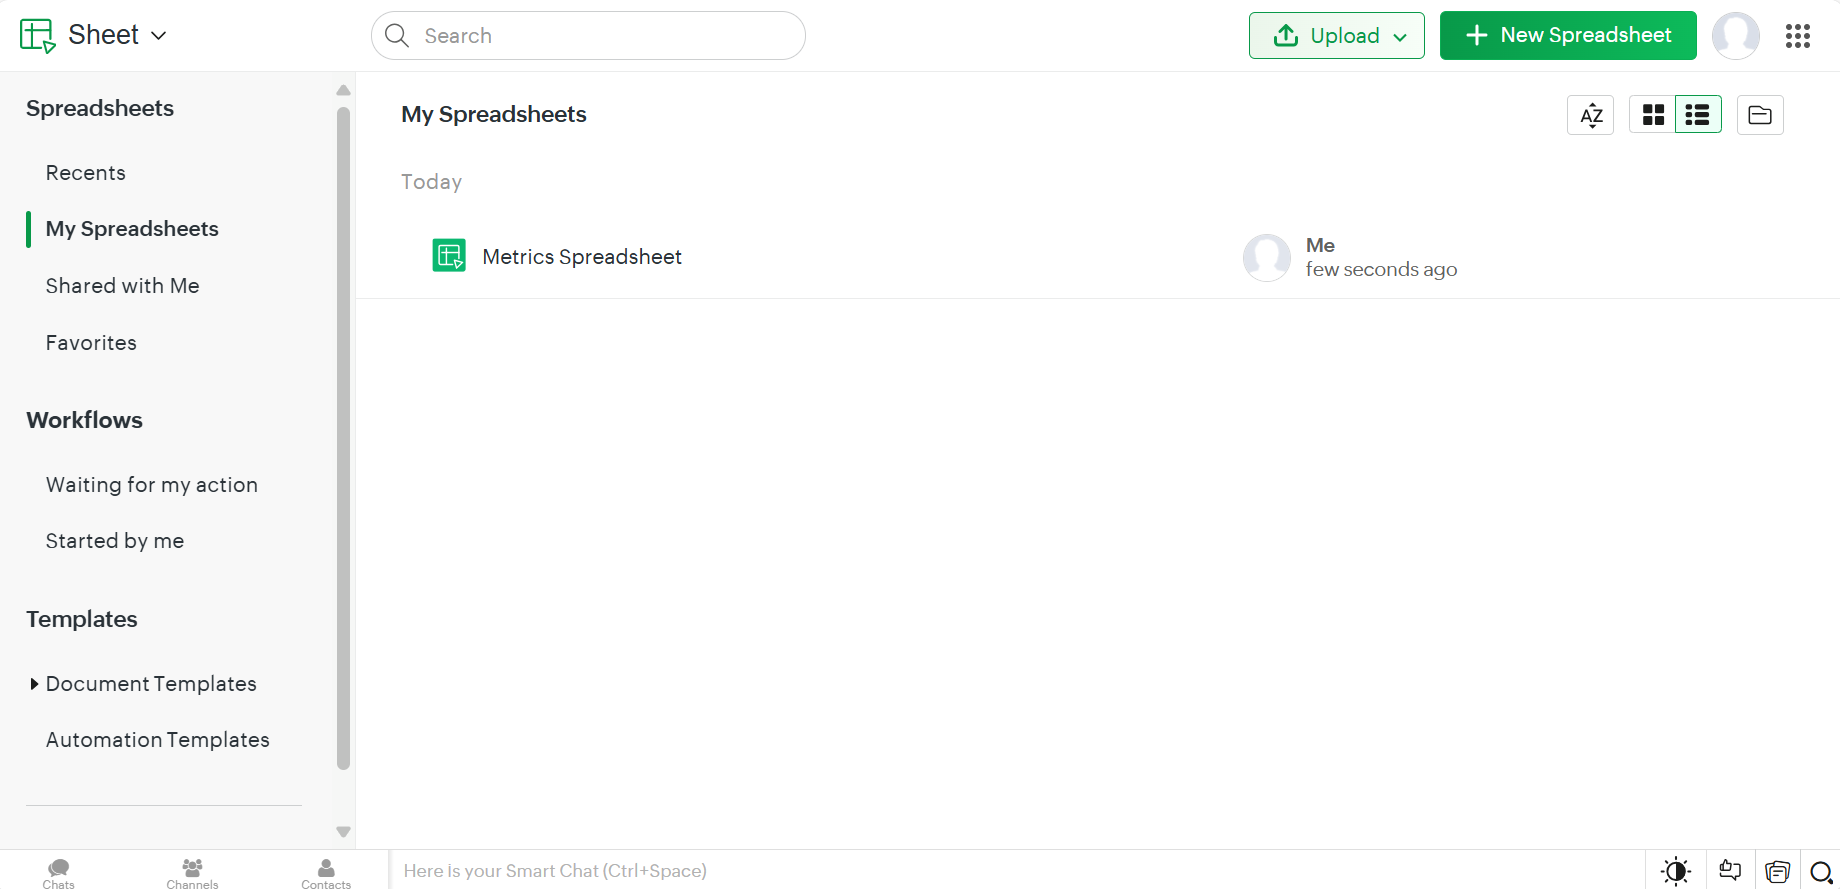 Sheet
Search
Upload
New Spreadsheet
Spreadsheets
Recents
My Spreadsheets
Shared with Me
Favorites
Workflows
Waiting for my action
Started by me
Templates
Document Templates
Automation Templates
My Spreadsheets
AZ
Today
Metrics Spreadsheet
Me
few seconds ago
Chats
Channels
Contacts
Here is your Smart Chat (Ctrl+Space)